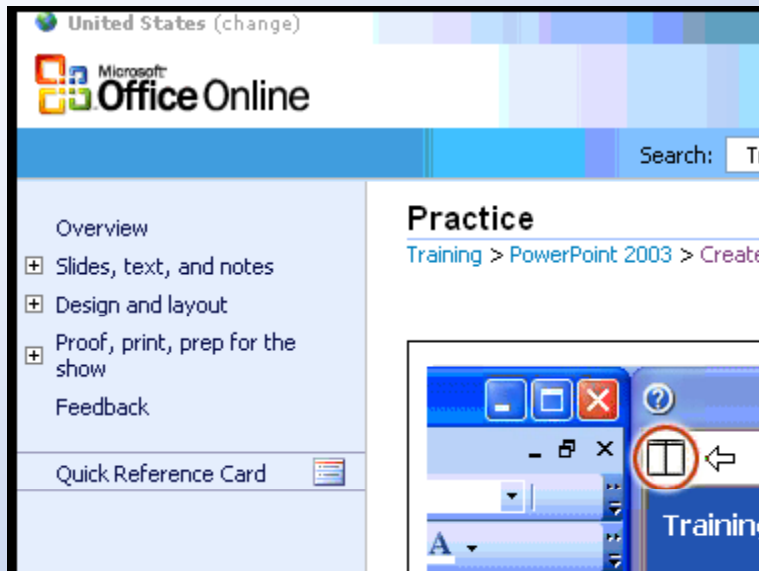 United States (change)
Microsoft
Office Online
Search:
Practice
Training > PowerPoint 2003 >
Overview
Slides, text, and notes
Design and layout
Proof, print, prep for the
show
Feedback
Quick Reference Card
A